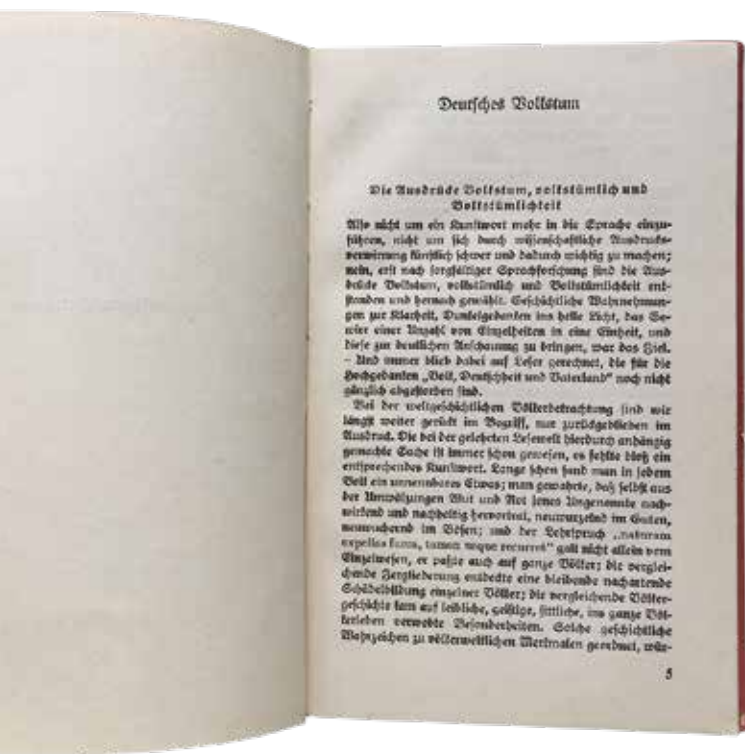 Deutsches Volkstum
Die Ausdrücke Volkstum, volkstümlich und
Volkstümlichkeit
Also nicht um ein Kunstwort mehr in die Sprache einzu-
führen, nicht um sich durch wissenschaftliche Ausdrucks-
verwirrung künstlich schwer und dadurch wichtig zu machen;
nein, erst nach sorgfältiger Sprachforschung sind die Aus-
drücke Volkstum, volkstümlich und Volkstümlichkeit ent-
standen und hernach gewählt. Geschichtliche Wahrnehmun-
gen zur Klarheit, Dunkelgedanken ins helle Licht, das Ge-
wirr einer Unzahl von Einzelheiten in eine Einheit, und
diese zur deutlichen Anschauung zu bringen, war das Ziel.
– Und immer blieb dabei auf Leser gerechnet, die für die
Hochgedanken „Volk, Deutschheit und Vaterland“ noch nicht
gänzlich abgestorben sind.
Bei der weltgeschichtlichen Völkerbetrachtung sind wir
längst weiter gerückt im Begriff, nur zurückgeblieben im
Ausdruck. Die bei der gelehrten Lesewelt hierdurch anhängig
gemachte Sache ist immer schon gewesen, es fehlte bloß ein
entsprechendes Kunstwort. Lange schon fand man in jedem
Volk ein unnennbares Etwas; man gewahrte, daß selbst aus
der Umwälzungen Wut und Not jenes Ungenannte nach-
wirkend und nachhaltig hervortrat, neuwurzelnd im Guten,
neuwuchernd im Bösen; und der Lehrspruch „naturam
expellas furca, tamen usque recurret“ galt nicht allein vom
Einzelwesen, er paßte auch auf ganze Völker; die verglei-
chende Zergliederung entdeckte eine bleibende nachartende
Schädelbildung einzelner Völker; die vergleichende Völker-
geschichte kam auf leibliche, geistige, sittliche, ins ganze Völ-
kerleben verwebte Besonderheiten. Solche geschichtliche
Wahrzeichen zu völkerweltlichen Merkmalen geordnet, wür-
5